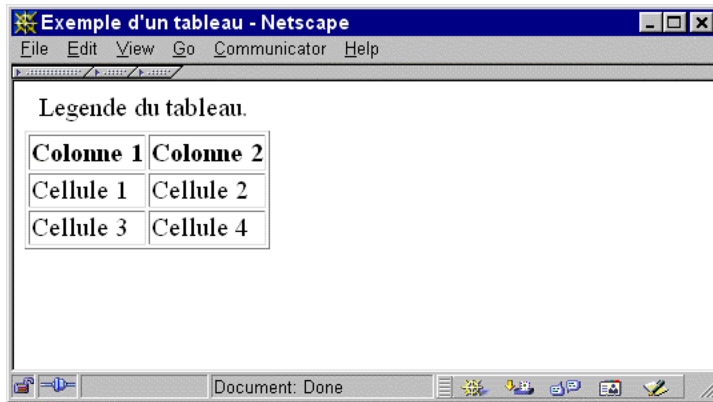 Exemple d'un tableau - Netscape
File Edit View Go Communicator Help
Legende du tableau.
Colonne 1 Colonne 2
Cellule 1 Cellule 2
Cellule 3 Cellule 4
Document: Done